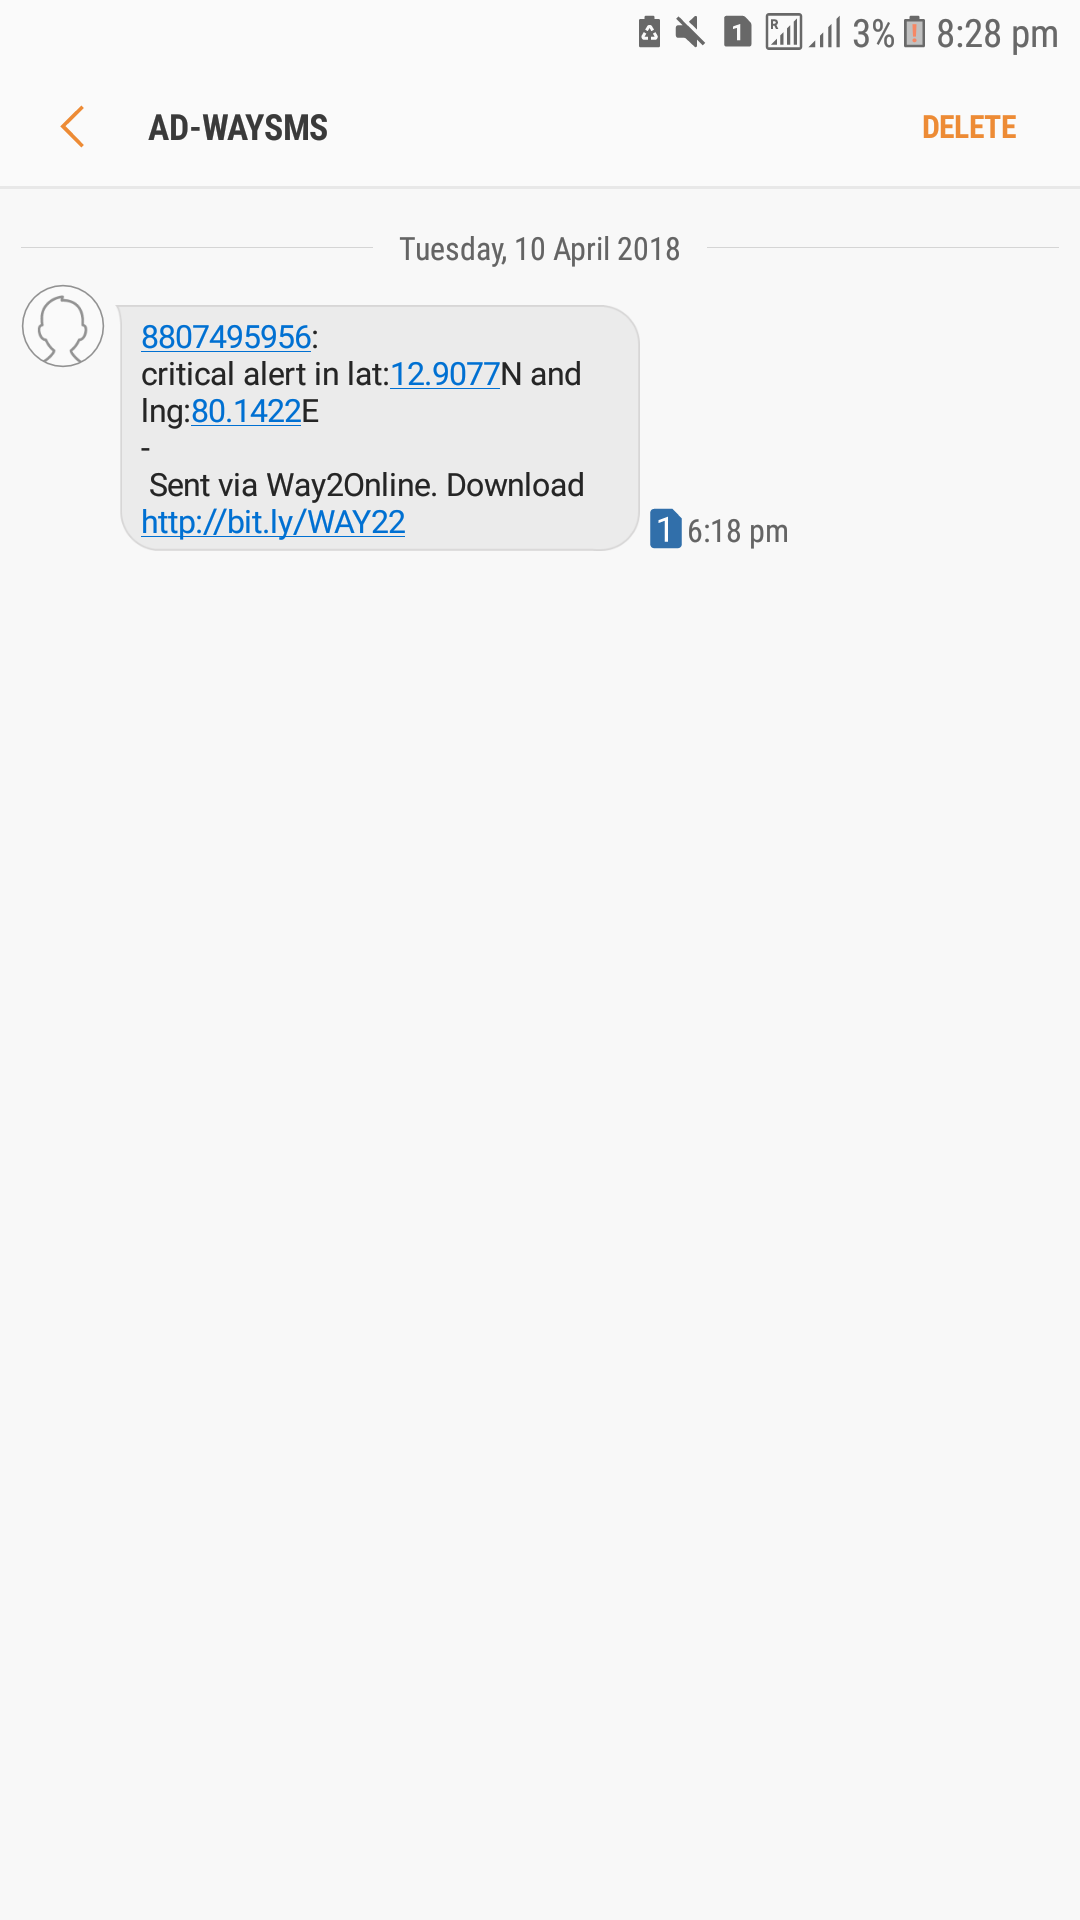 R 3% 8:28 pm
AD-WAYSMS DELETE
Tuesday, 10 April 2018
8807495956:
critical alert in lat:12.9077N and
lng:80.1422E
-
Sent via Way2Online. Download
http://bit.ly/WAY22
1 6:18 pm